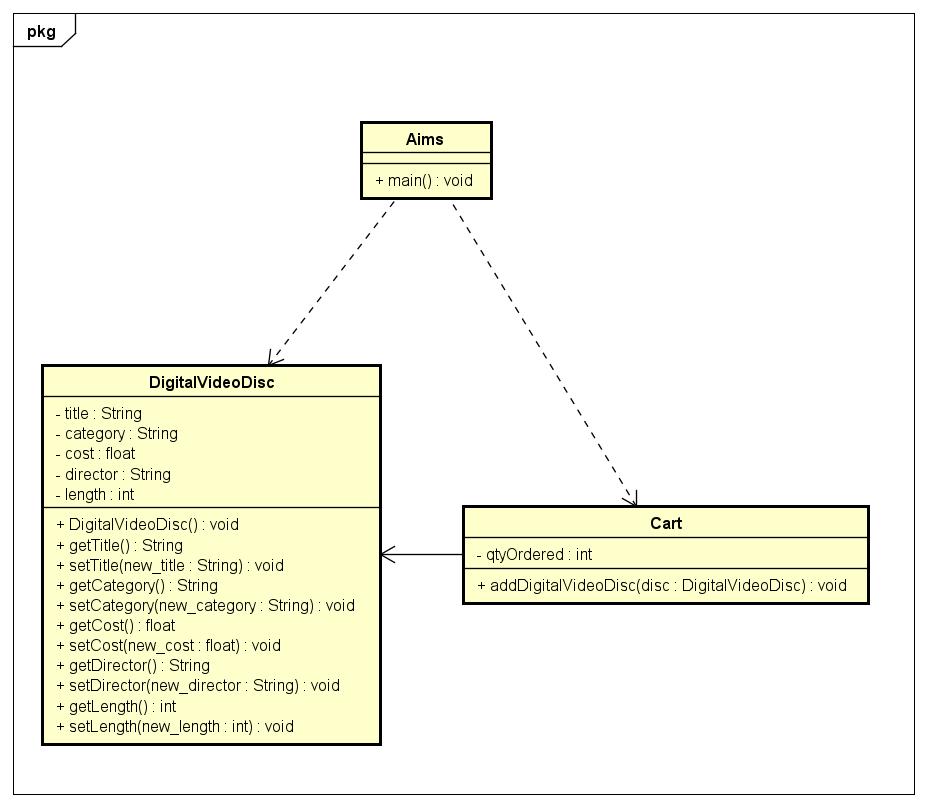 pkg
Aims
+ main() : void
DigitalVideoDisc
- title : String
- category : String
- cost : float
- director : String
- length : int
+ DigitalVideoDisc() : void
+ getTitle() : String
+ setTitle(new_title : String) : void
+ getCategory() : String
+ setCategory(new_category : String) : void
+ getCost() : float
+ setCost(new_cost : float) : void
+ getDirector() : String
+ setDirector(new_director : String) : void
+ getLength() : int
+ setLength(new_length : int) : void
Cart
- qtyOrdered : int
+ addDigitalVideoDisc(disc : DigitalVideoDisc) : void